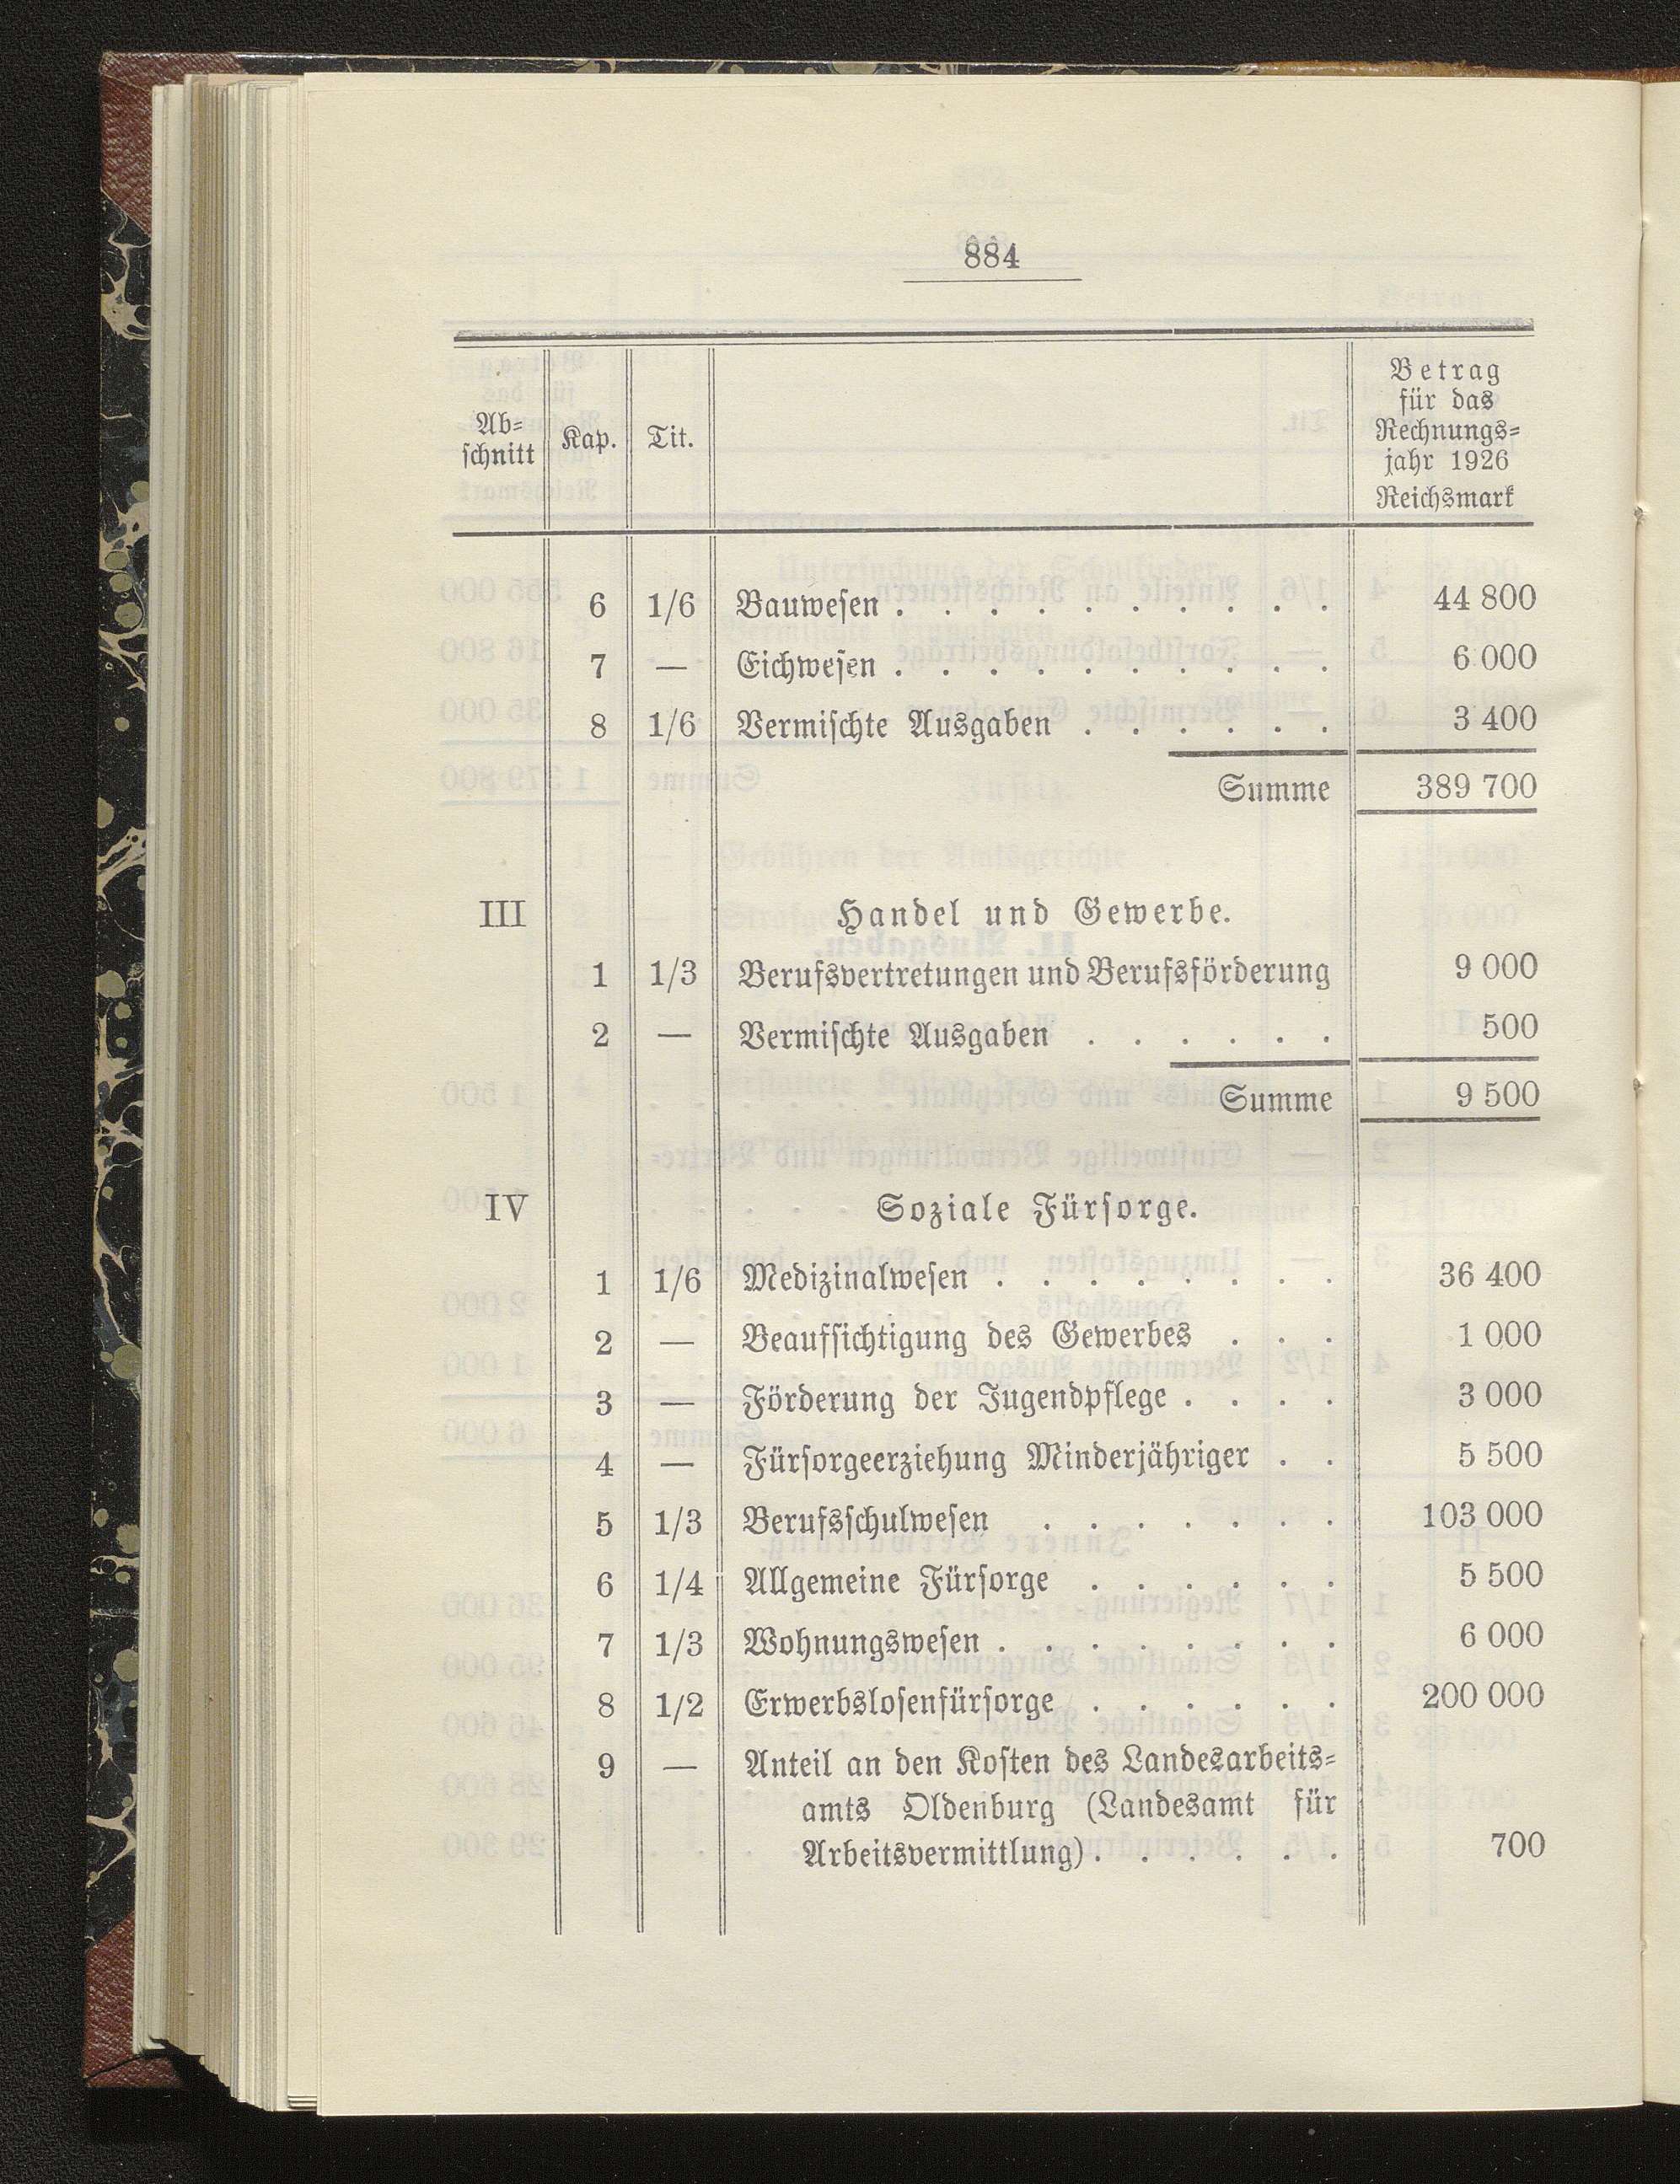 884
Ab-
schnitt
Kap.
Tit.
Betrag
für das
Rechnungs-
jahr 1926
Reichsmark
6 1/6 Bauwesen . . . . . . . . . . 44 800
7 — Eichwesen . . . . . . . . . . 6 000
8 1/6 Vermischte Ausgaben . . . . . . 3 400
Summe 389 700
III Handel und Gewerbe.
1 1/3 Berufsvertretungen und Berufsförderung 9 000
2 — Vermischte Ausgaben . . . . . . 500
Summe 9 500
IV Soziale Fürsorge.
1 1/6 Medizinalwesen . . . . . . . . 36 400
2 — Beaufsichtigung des Gewerbes . . . 1 000
3 — Förderung der Jugendpflege . . . . 3 000
4 — Fürsorgeerziehung Minderjähriger . . 5 500
5 1/3 Berufsschulwesen . . . . . . . 103 000
6 1/4 Allgemeine Fürsorge . . . . . . 5 500
7 1/3 Wohnungswesen . . . . . . . . 6 000
8 1/2 Erwerbslosenfürsorge . . . . . . 200 000
9 — Anteil an den Kosten des Landesarbeits-
amts Oldenburg (Landesamt für
Arbeitsvermittlung) . . . . . . 700